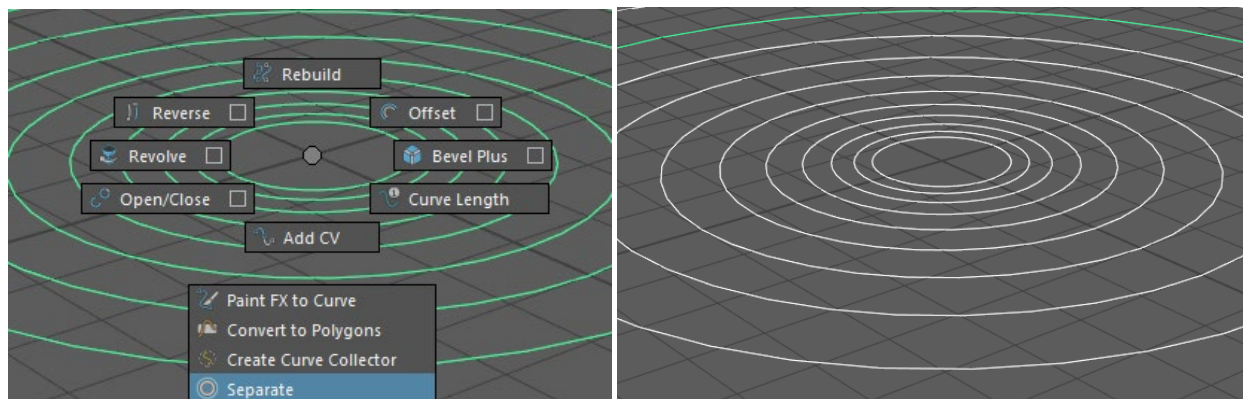 Rebuild
Reverse
Offset
Revolve
Bevel Plus
Open/Close
Curve Length
Add CV
Paint FX to Curve
Convert to Polygons
Create Curve Collector
Separate